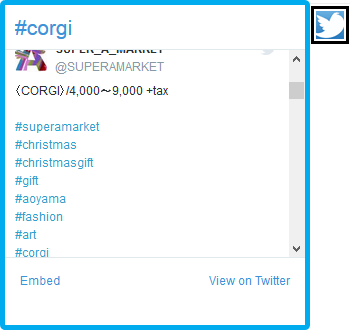 #corgi
SUPER_A_MARKET
@SUPERAMARKET
〈CORGI〉/4,000〜9,000 +tax
#superamarket
#christmas
#christmasgift
#gift
#aoyama
#fashion
#art
#corgi
Embed
View on Twitter